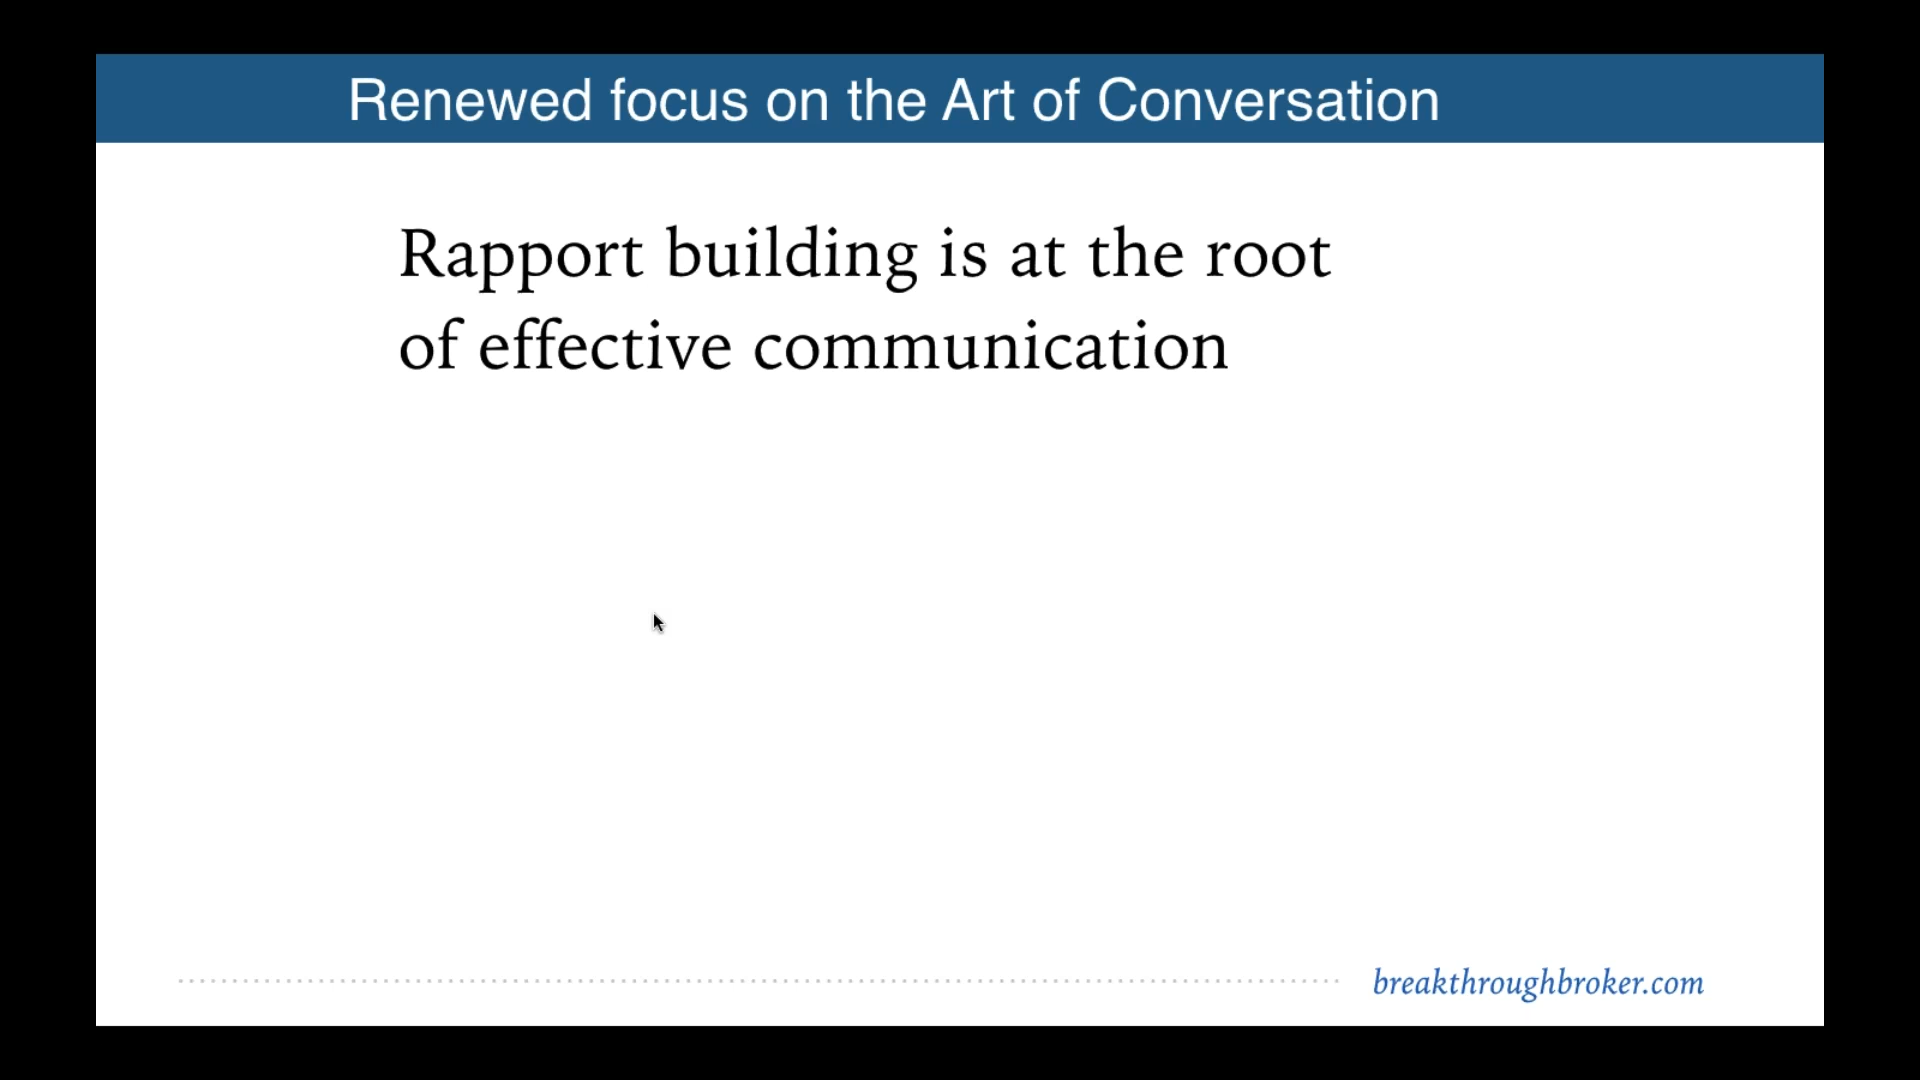 Renewed focus on the Art of Conversation
Rapport building is at the root
of effective communication
breakthroughbroker.com